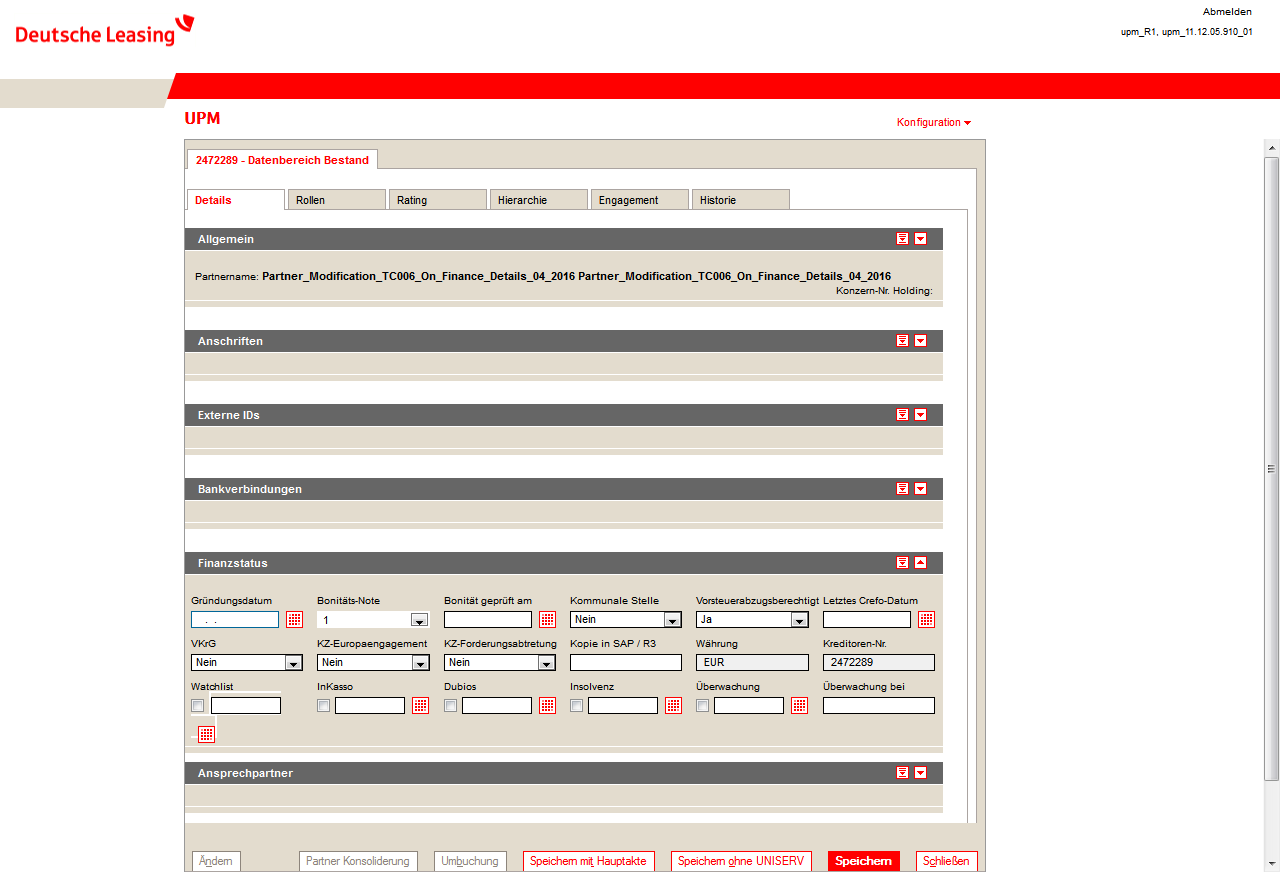 Deutsche Leasing
Abmelden
upm_R1, upm_11.12.05.910_01
UPM
Konfiguration
2472289 - Datenbereich Bestand
Details Rollen Rating Hierarchie Engagement Historie
Allgemein
Partnername: Partner_Modification_TC006_On_Finance_Details_04_2016 Partner_Modification_TC006_On_Finance_Details_04_2016
Konzern-Nr. Holding:
Anschriften
Externe IDs
Bankverbindungen
Finanzstatus
Gründungsdatum Bonitäts-Note Bonität geprüft am Kommunale Stelle Vorsteuerabzugsberechtigt Letztes Crefo-Datum
. . 1 Nein Ja
VKrG KZ-Europaengagement KZ-Forderungsabtretung Kopie in SAP / R3 Währung Kreditoren-Nr.
Nein Nein Nein EUR 2472289
Watchlist InKasso Dubios Insolvenz Überwachung Überwachung bei
Ansprechpartner
Ändern Partner Konsoliderung Umbuchung Speichern mit Hauptakte Speichern ohne UNISERV Speichern Schließen